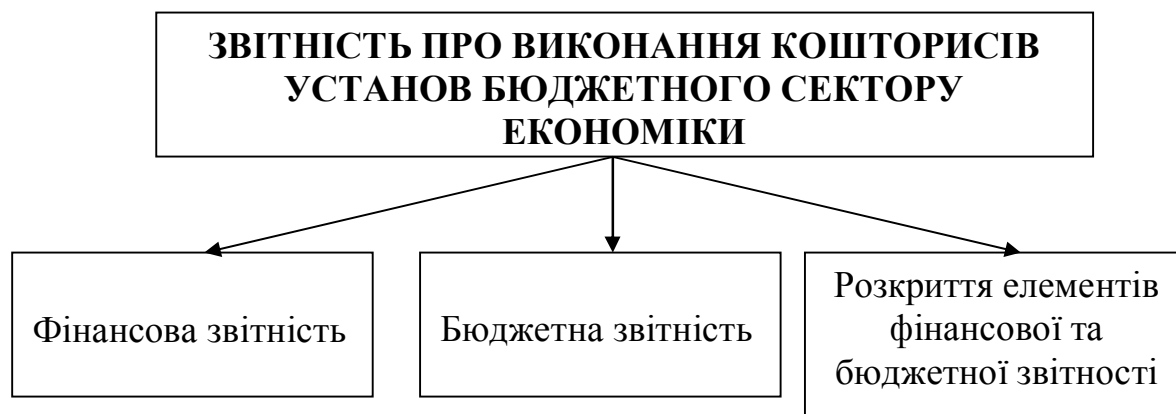 ЗВІТНІСТЬ ПРО ВИКОНАННЯ КОШТОРИСІВ
УСТАНОВ БЮДЖЕТНОГО СЕКТОРУ
ЕКОНОМІКИ
Фінансова звітність
Бюджетна звітність
Розкриття елементів
фінансової та
бюджетної звітності